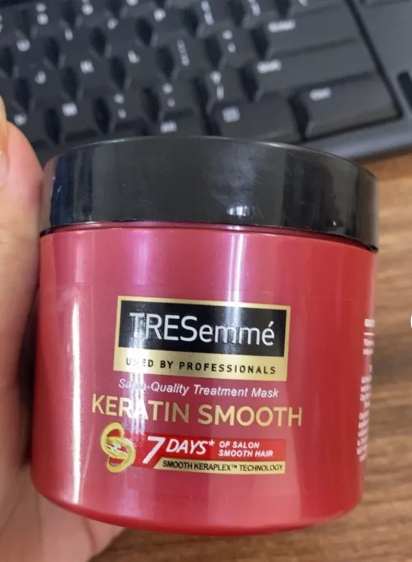 TRESemmé
USED BY PROFESSIONALS
Salon-Quality Treatment Mask
KERATIN SMOOTH
7 DAYS* OF SALON
SMOOTH HAIR
SMOOTH KERAPLEX™ TECHNOLOGY